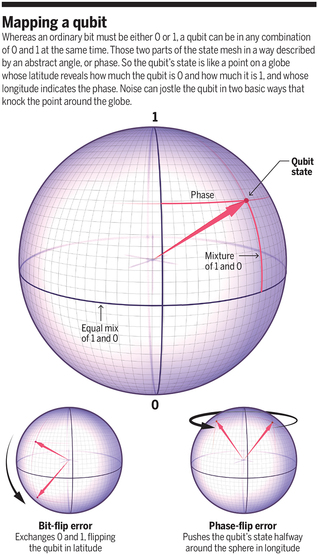 Mapping a qubit
Whereas an ordinary bit must be either 0 or 1, a qubit can be in any combination
of 0 and 1 at the same time. Those two parts of the state mesh in a way described
by an abstract angle, or phase. So the qubit's state is like a point on a globe
whose latitude reveals how much the qubit is 0 and how much it is 1, and whose
longitude indicates the phase. Noise can jostle the qubit in two basic ways that
knock the point around the globe.
1
Qubit
state
Phase
Mixture
of 1 and 0
Equal mix
of 1 and 0
0
Bit-flip error
Exchanges 0 and 1, flipping
the qubit in latitude
Phase-flip error
Pushes the qubit's state halfway
around the sphere in longitude